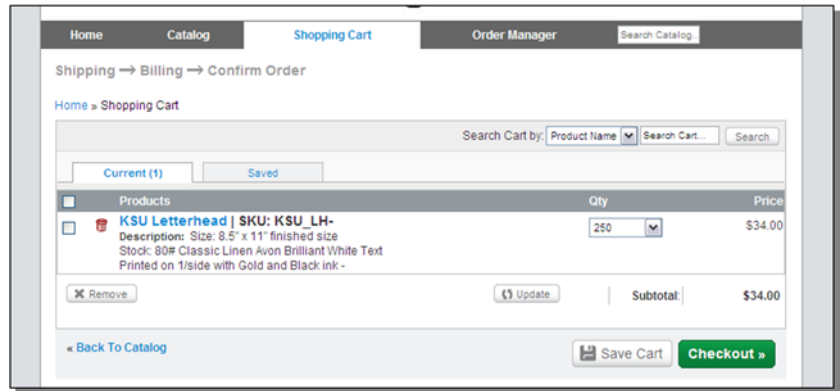 Home Catalog Shopping Cart Order Manager Search Catalog..
Shipping → Billing → Confirm Order
Home » Shopping Cart
Search Cart by: Product Name Search Cart... Search
Current (1) Saved
Products Qty Price
KSU Letterhead | SKU: KSU_LH- 250 $34.00
Description: Size: 8.5" x 11" finished size
Stock: 80# Classic Linen Avon Brilliant White Text
Printed on 1/side with Gold and Black ink -
Remove Update Subtotal: $34.00
« Back To Catalog Save Cart Checkout »